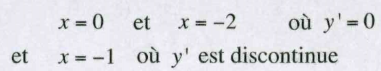 x = 0 et x = -2 où y' = 0
et x = -1 où y' est discontinue